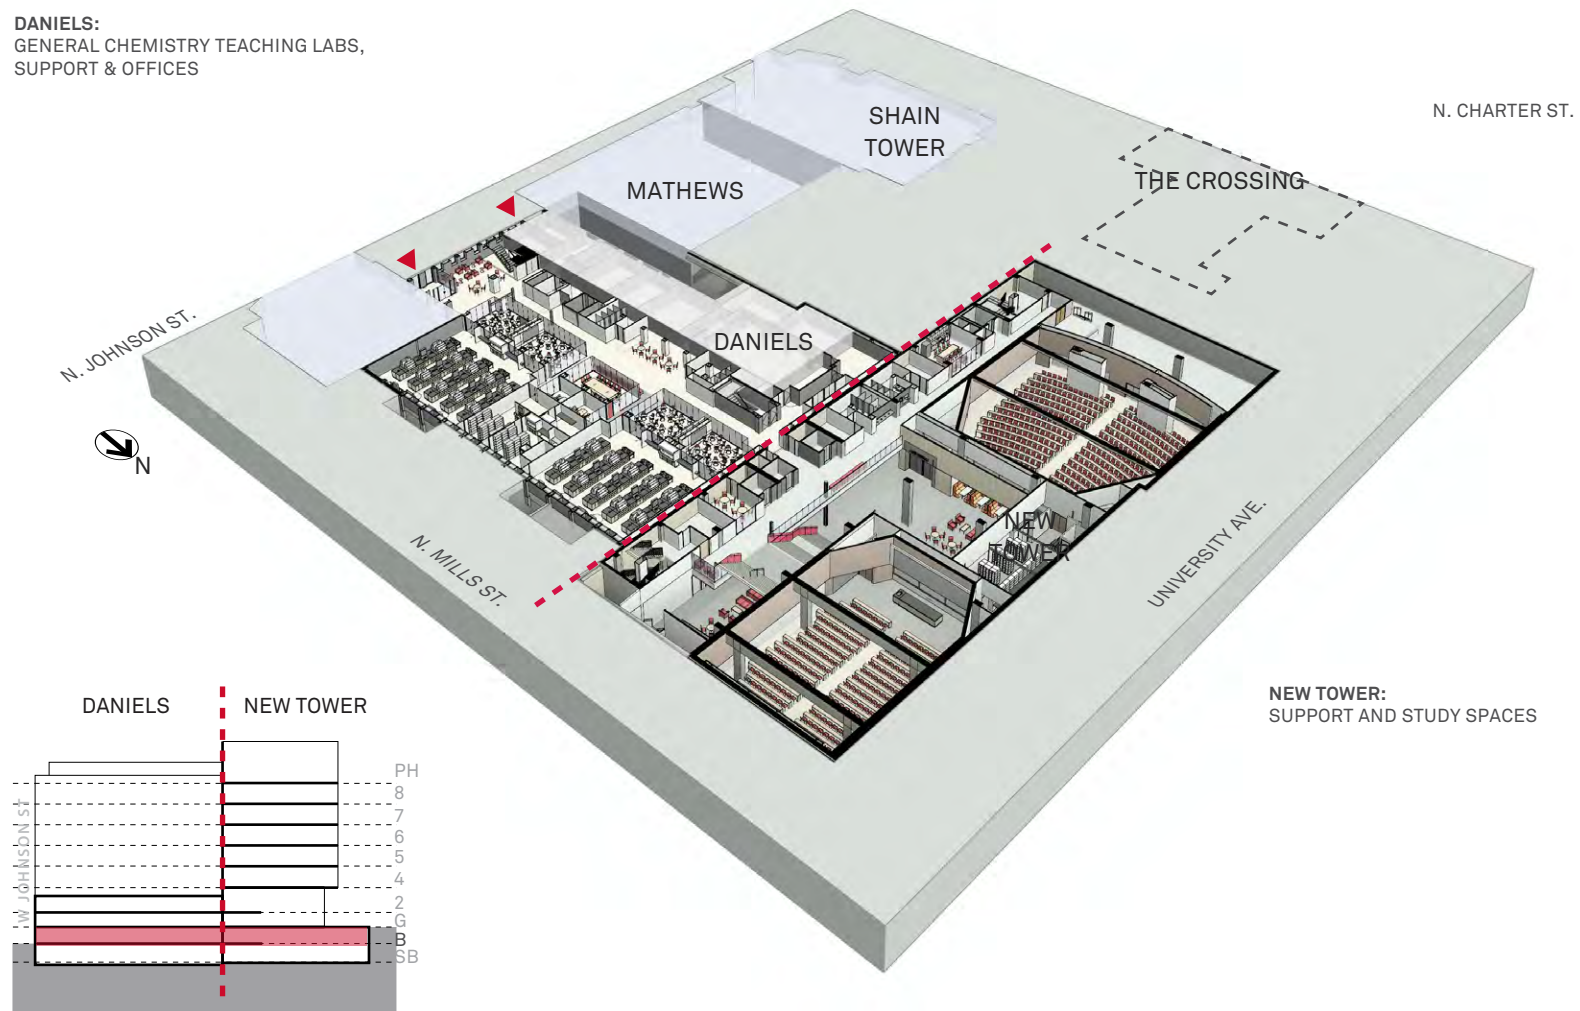 DANIELS:
GENERAL CHEMISTRY TEACHING LABS,
SUPPORT & OFFICES
N. CHARTER ST.
SHAIN
TOWER
THE CROSSING
MATHEWS
N. JOHNSON ST.
DANIELS
N
N. MILLS ST.
NEW
TOWER
UNIVERSITY AVE.
NEW TOWER:
SUPPORT AND STUDY SPACES
DANIELS
NEW TOWER
W JOHNSON ST
PH
8
7
6
5
4
2
G
B
SB